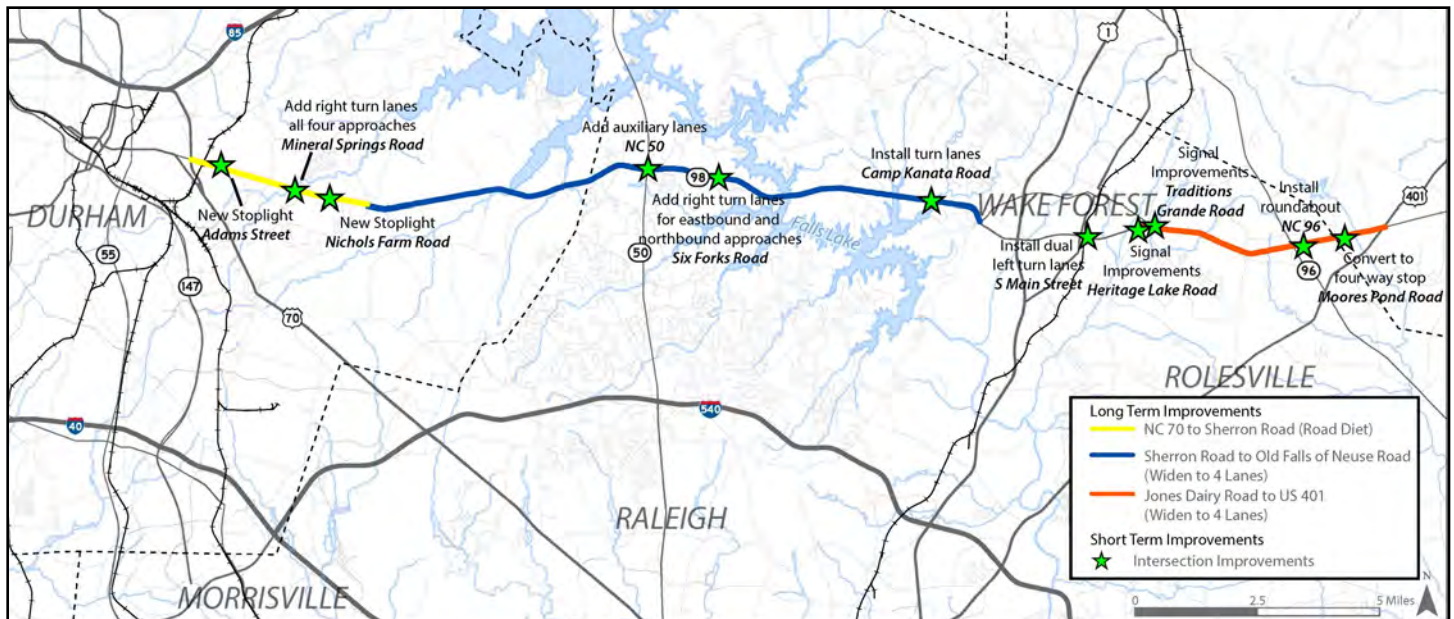 85
1
Add right turn lanes
all four approaches
Mineral Springs Road
Add auxiliary lanes
NC 50
98
Install turn lanes
Camp Kanata Road
Signal
Improvements
Traditions
Grande Road
Install
roundabout
NC 96
401
DURHAM
New Stoplight
Adams Street
New Stoplight
Nichols Farm Road
Add right turn lanes
for eastbound and
northbound approaches
Six Forks Road
Falls Lake
WAKE FOREST
Install dual
left turn lanes
S Main Street
Signal
Improvements
Heritage Lake Road
96
Convert to
four-way stop
Moores Pond Road
55
147
70
50
ROLESVILLE
40
540
RALEIGH
MORRISVILLE
Long Term Improvements
NC 70 to Sherron Road (Road Diet)
Sherron Road to Old Falls of Neuse Road
(Widen to 4 Lanes)
Jones Dairy Road to US 401
(Widen to 4 Lanes)
Short Term Improvements
Intersection Improvements
N
0
2.5
5 Miles